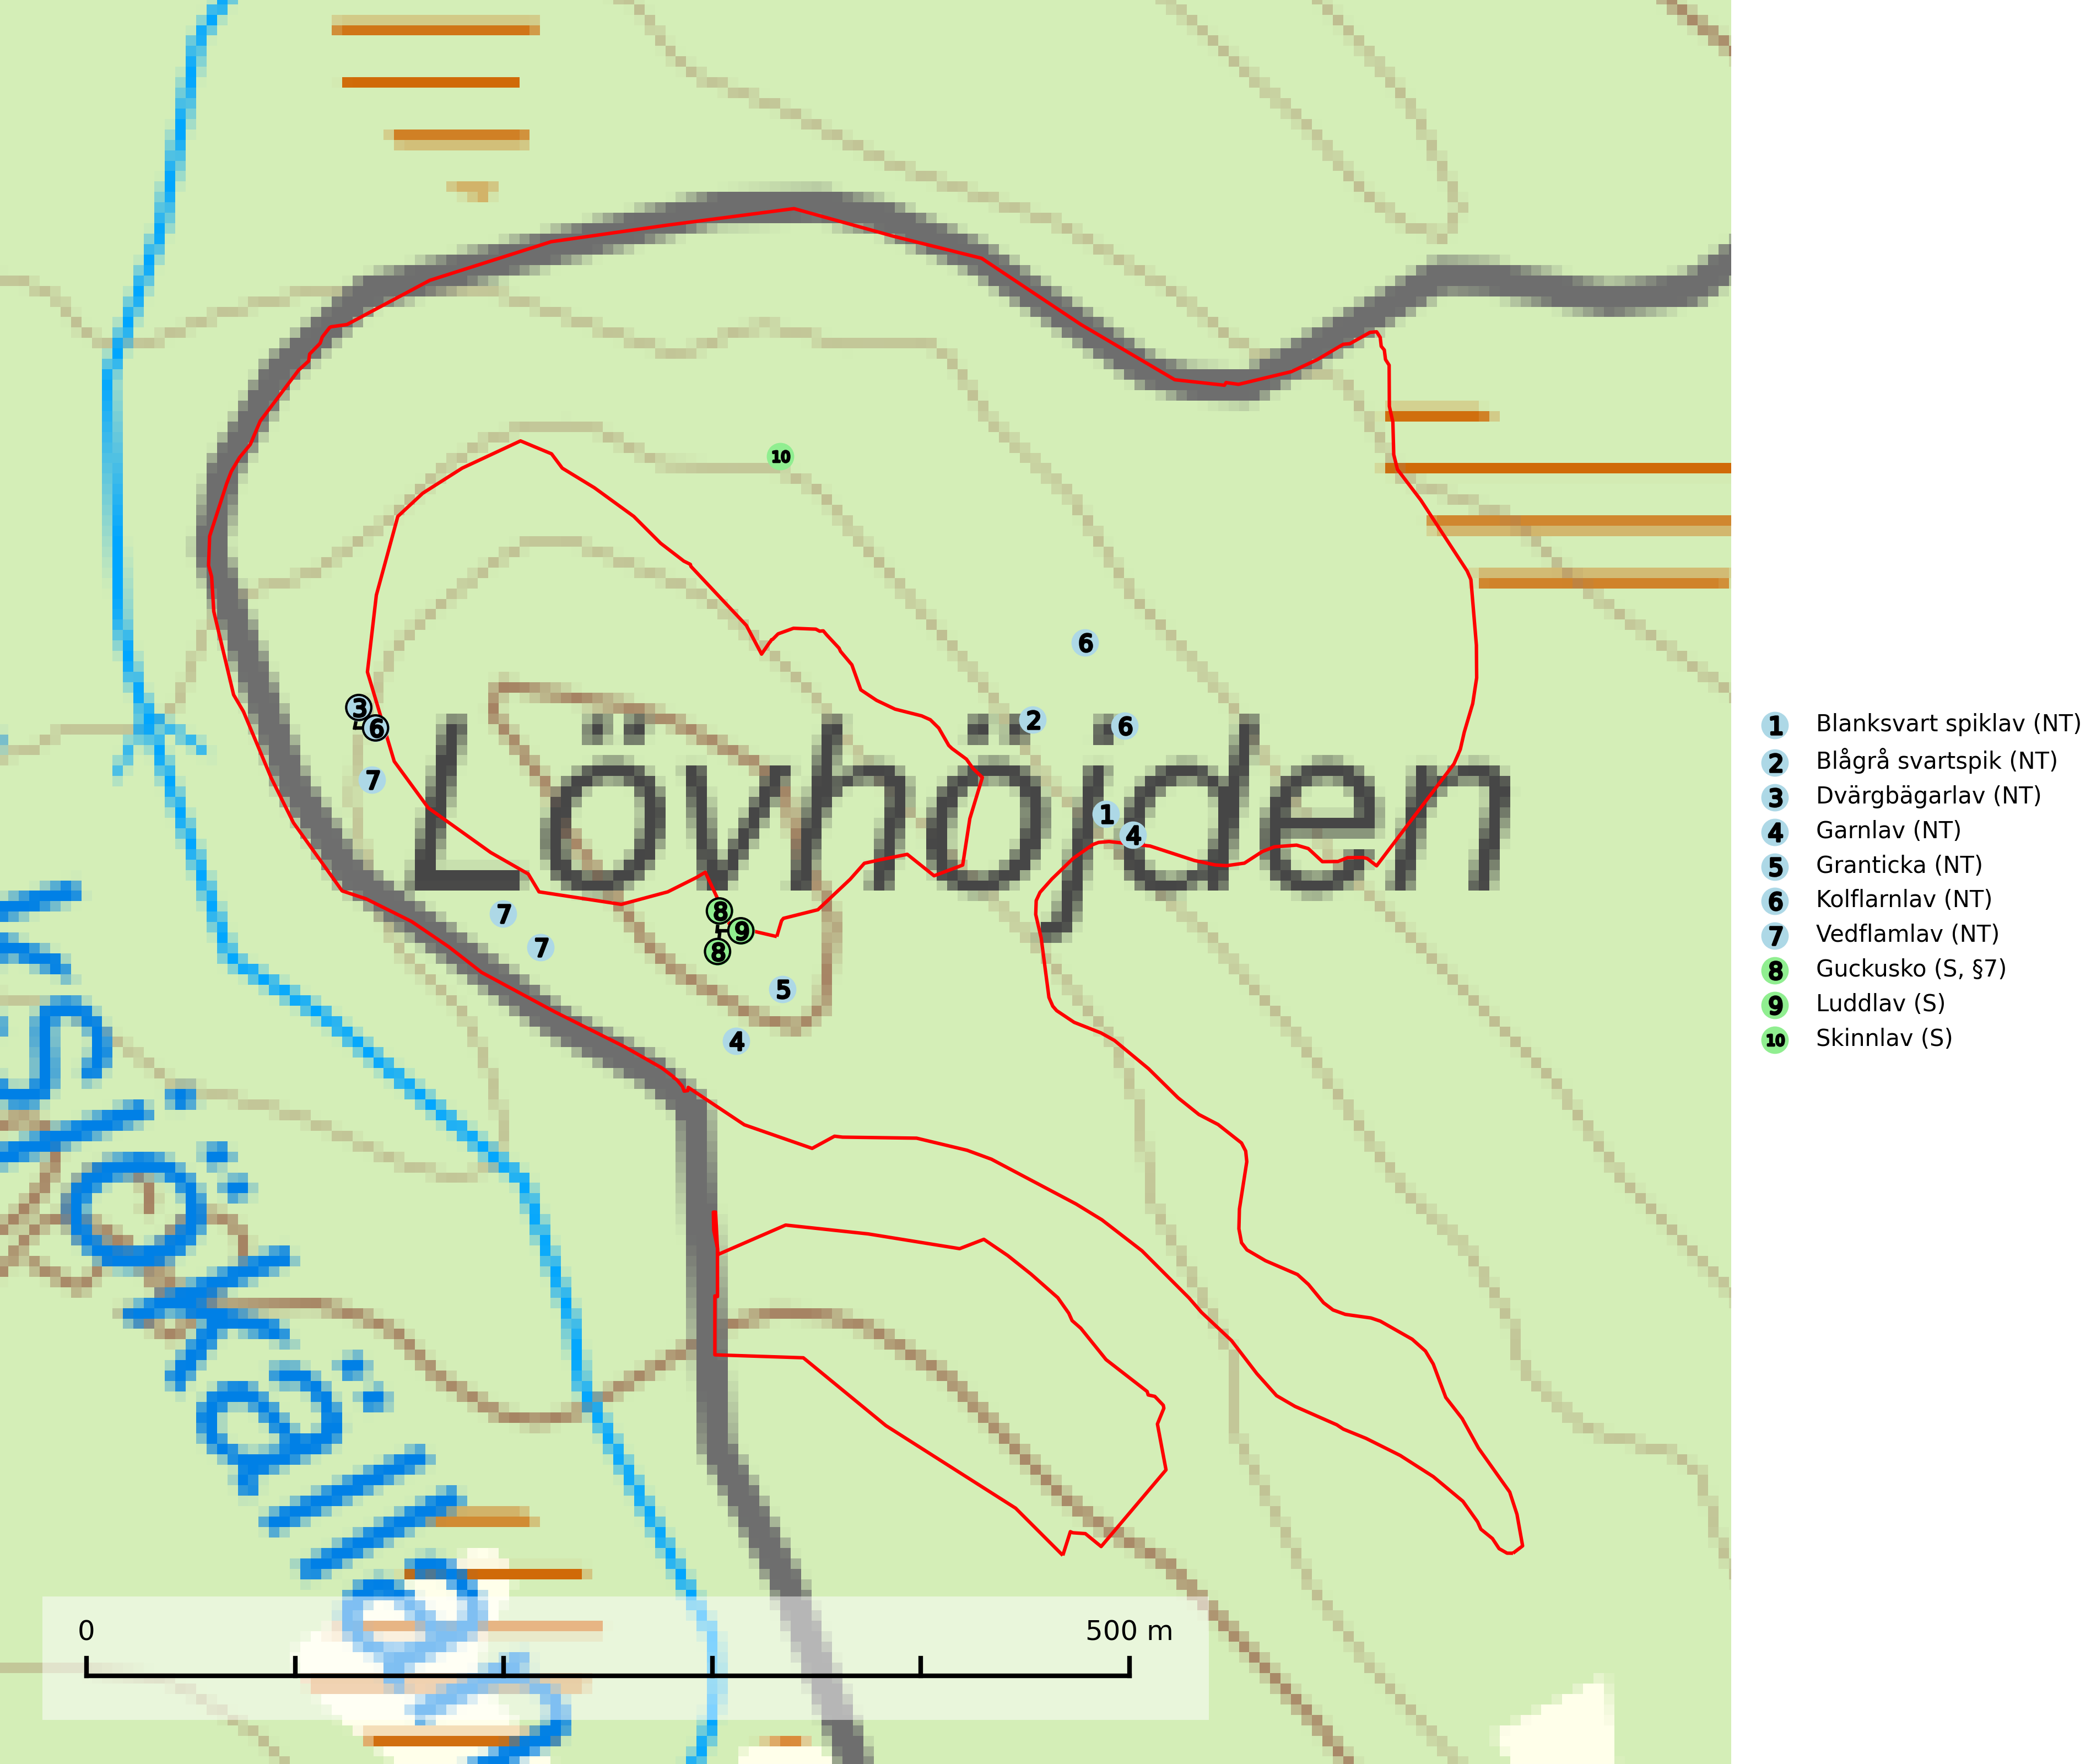 Lövhöjden
3
6
7
10
6
2
6
1
4
7
7
8
9
8
5
4
0
500 m
1 Blanksvart spiklav (NT)
2 Blågrå svartspik (NT)
3 Dvärgbägarlav (NT)
4 Garnlav (NT)
5 Granticka (NT)
6 Kolflarnlav (NT)
7 Vedflamlav (NT)
8 Guckusko (S, §7)
9 Luddlav (S)
10 Skinnlav (S)